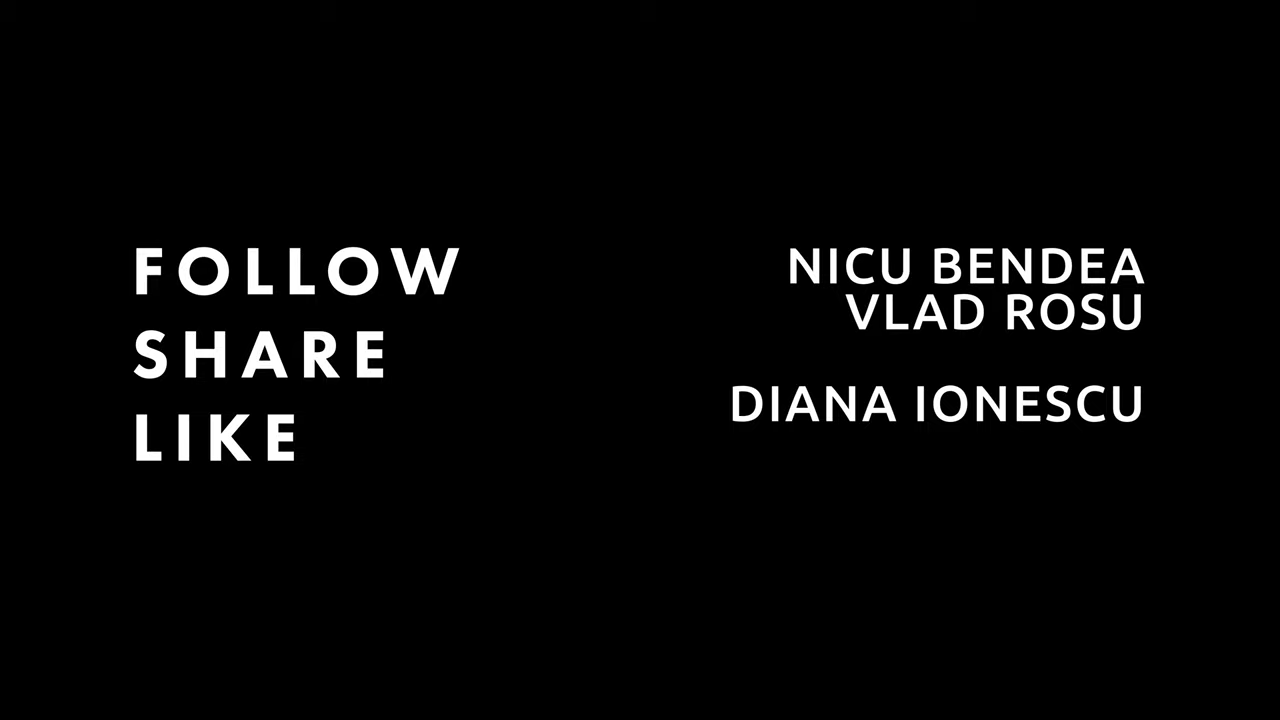 FOLLOW
SHARE
LIKE
NICU BENDEA
VLAD ROSU
DIANA IONESCU